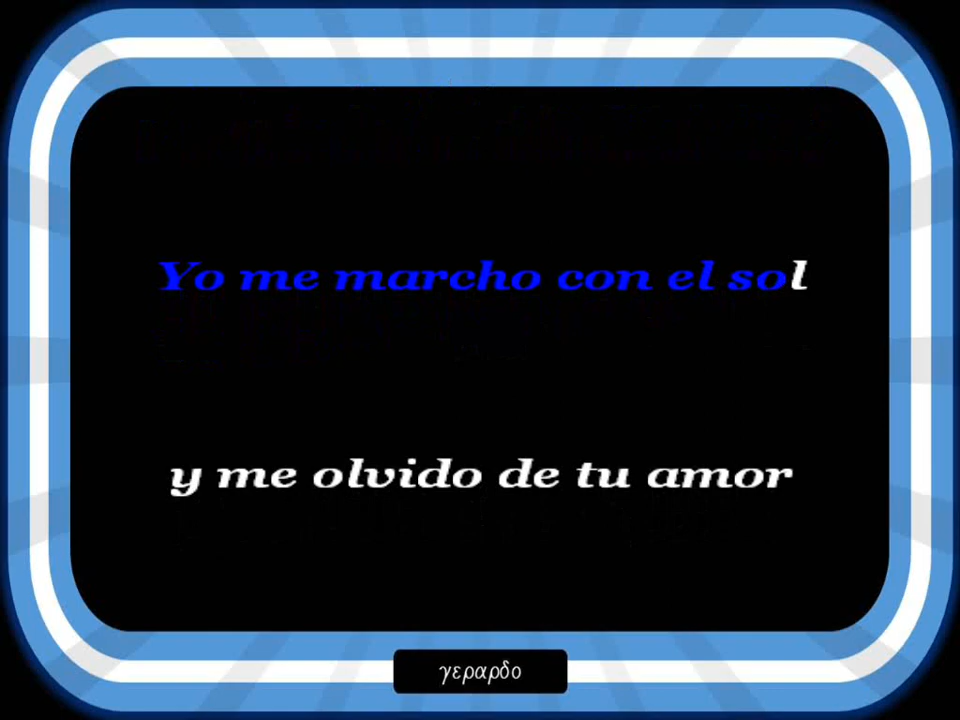 Yo me marcho con el sol
y me olvido de tu amor
γεραρδο